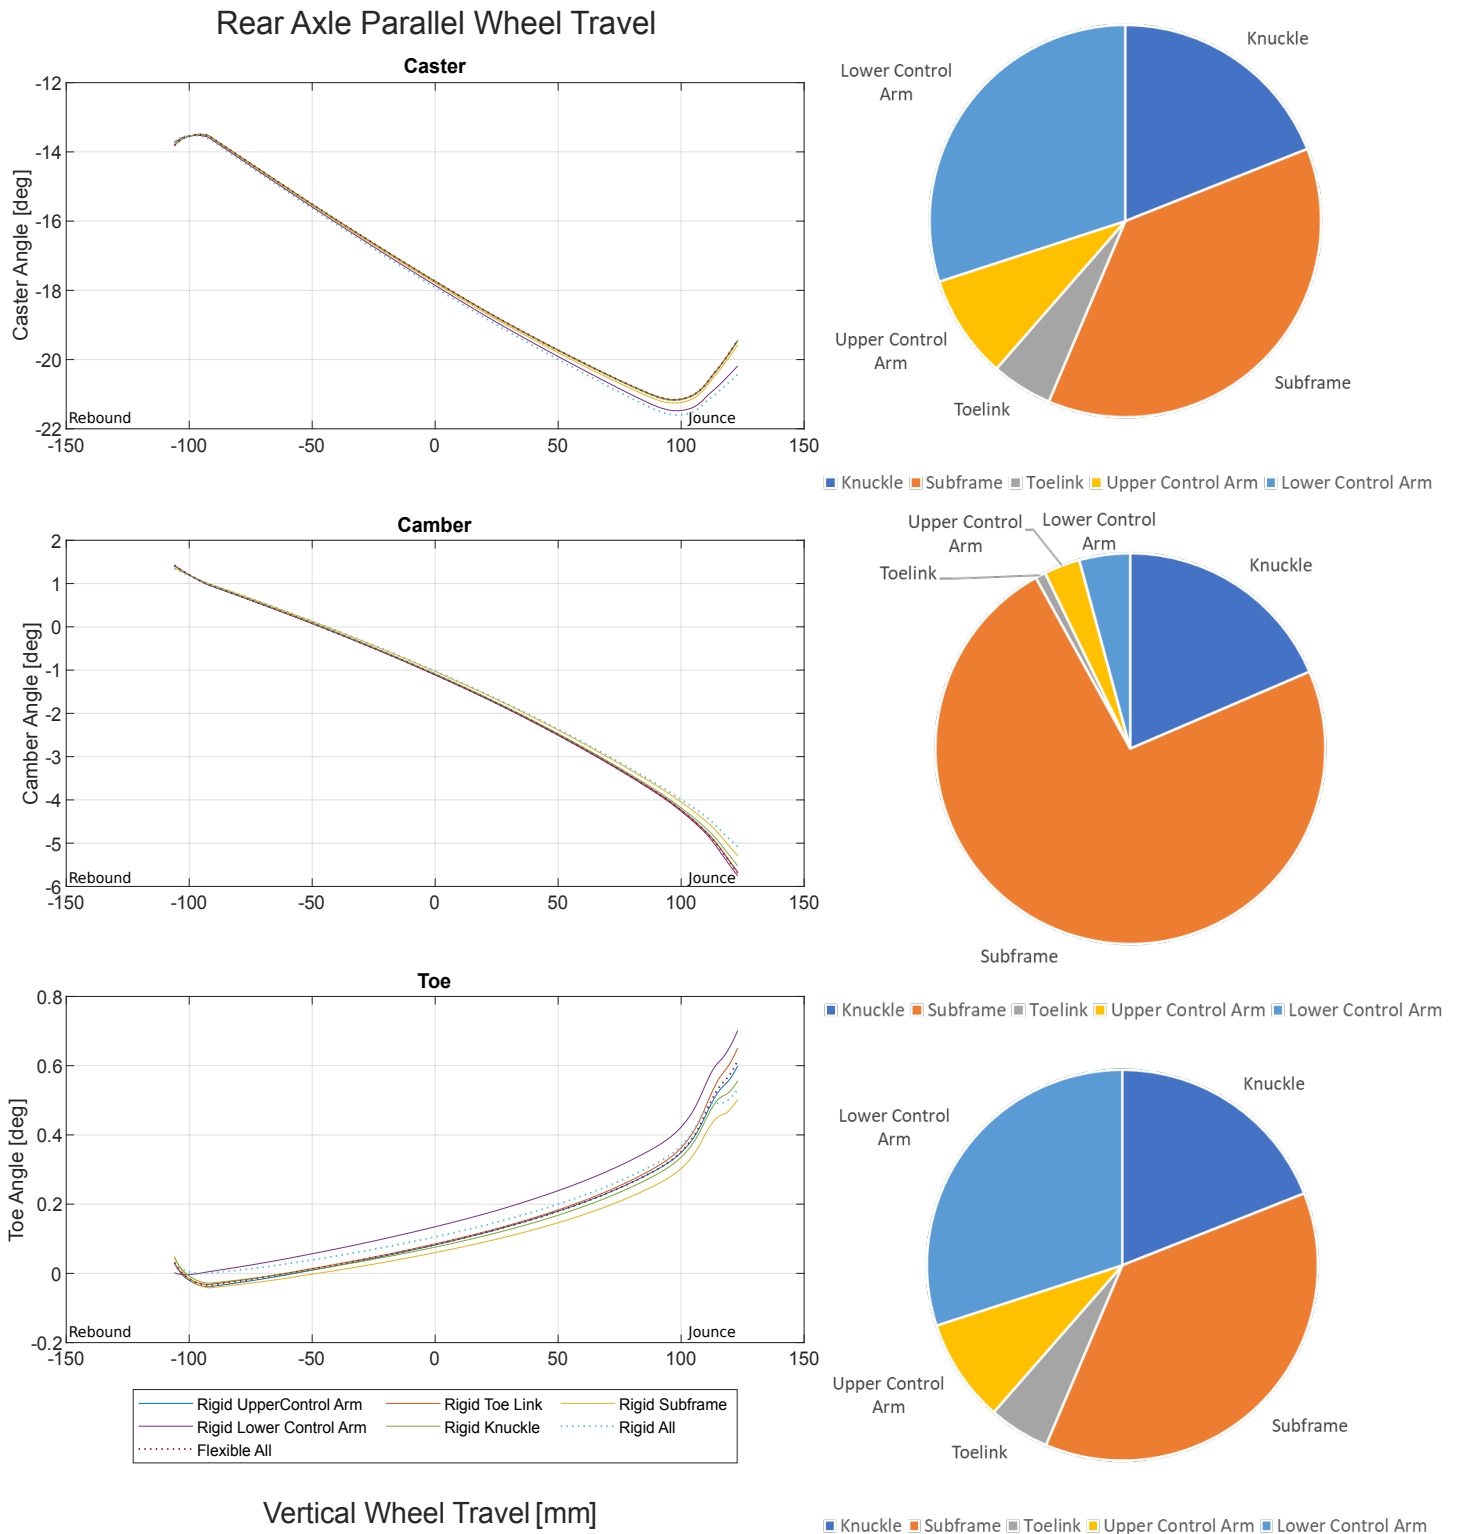 Rear Axle Parallel Wheel Travel
Caster
-12
-14
-16
-18
-20
-22
Caster Angle [deg]
Rebound
Jounce
-150 -100 -50 0 50 100 150
Knuckle
Lower Control
Arm
Upper Control
Arm
Toelink
Subframe
Knuckle Subframe Toelink Upper Control Arm Lower Control Arm
Camber
2
1
0
-1
-2
-3
-4
-5
-6
Camber Angle [deg]
Rebound
Jounce
-150 -100 -50 0 50 100 150
Upper Control
Arm
Lower Control
Arm
Toelink
Knuckle
Subframe
Knuckle Subframe Toelink Upper Control Arm Lower Control Arm
Toe
0.8
0.6
0.4
0.2
0
-0.2
Toe Angle [deg]
Rebound
Jounce
-150 -100 -50 0 50 100 150
Knuckle
Lower Control
Arm
Upper Control
Arm
Toelink
Subframe
Rigid UpperControl Arm Rigid Toe Link Rigid Subframe
Rigid Lower Control Arm Rigid Knuckle Rigid All
Flexible All
Vertical Wheel Travel [mm]
Knuckle Subframe Toelink Upper Control Arm Lower Control Arm